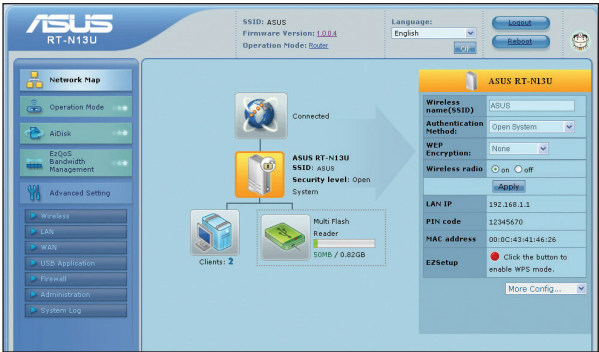 ASUS
RT-N13U
SSID: ASUS
Firmware Version: 1.0.0.4
Operation Mode: Router
Language:
English
Logout
Reboot
Network Map
Operation Mode
AiDisk
EzQoS
Bandwidth
Management
Advanced Setting
Wireless
LAN
WAN
USB Application
Firewall
Administration
System Log
Connected
ASUS RT-N13U
SSID: ASUS
Security level: Open
System
Clients: 2
Multi Flash
Reader
50MB / 0.82GB
ASUS RT-N13U
Wireless
name(SSID)
ASUS
Authentication
Method:
Open System
WEP
Encryption:
None
Wireless radio
on off
Apply
LAN IP
192.168.1.1
PIN code
12345670
MAC address
00:0C:43:41:46:26
EZSetup
Click the button to
enable WPS mode.
More Config...